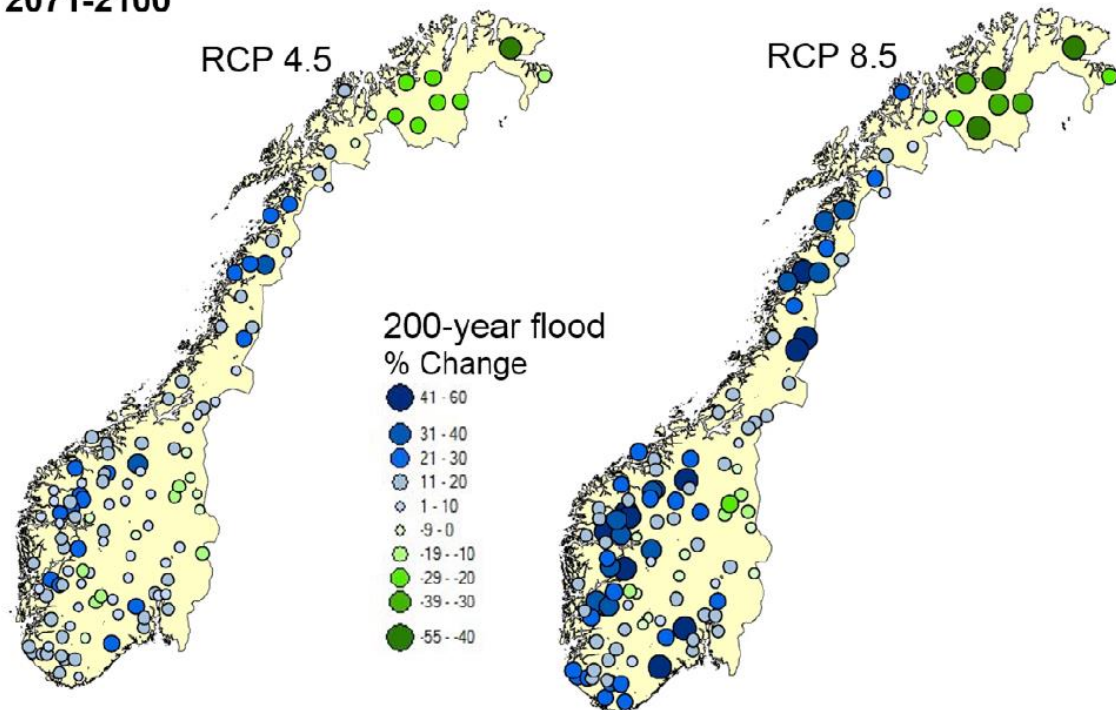 2071-2100
RCP 4.5
RCP 8.5
200-year flood
% Change
41 - 60
31 - 40
21 - 30
11 - 20
1 - 10
-9 - 0
-19 - -10
-29 - -20
-39 - -30
-55 - -40